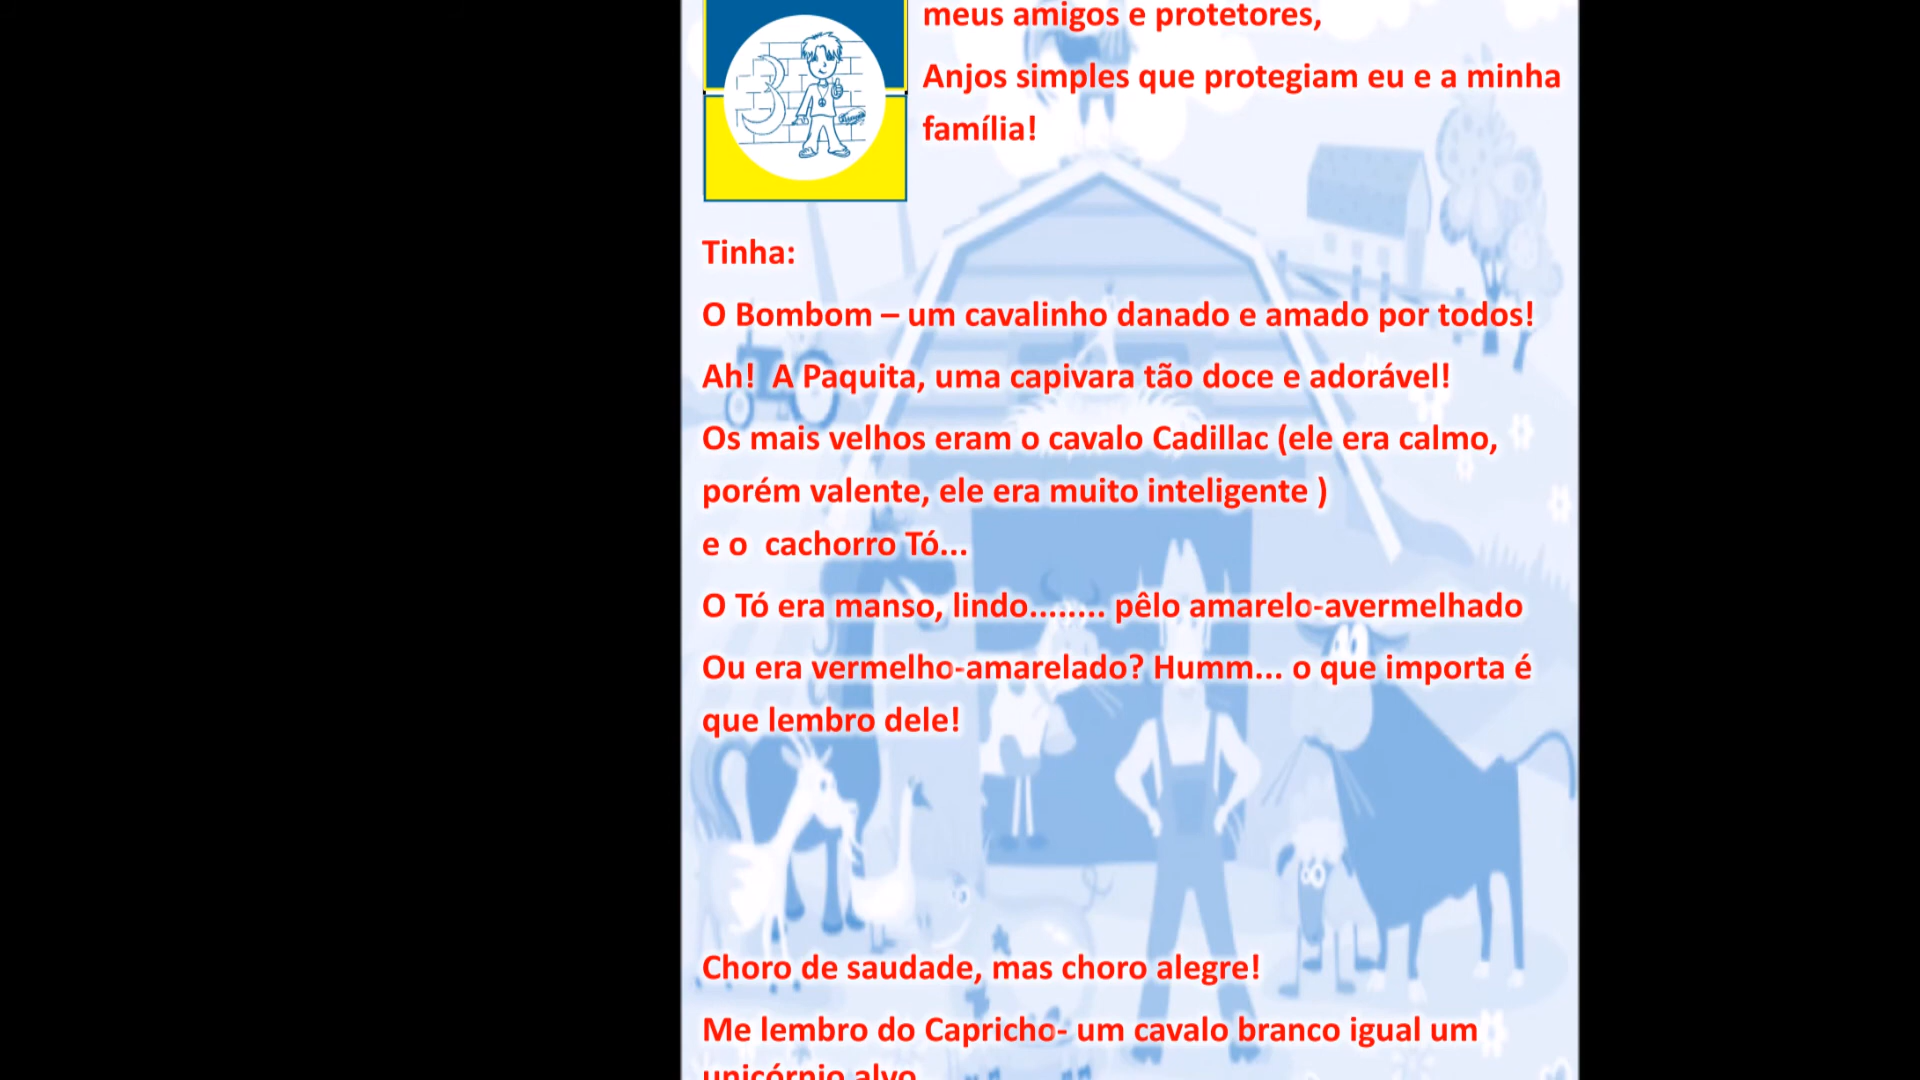 meus amigos e protetores,
Anjos simples que protegiam eu e a minha
família!
Tinha:
O Bombom – um cavalinho danado e amado por todos!
Ah!  A Paquita, uma capivara tão doce e adorável!
Os mais velhos eram o cavalo Cadillac (ele era calmo,
porém valente, ele era muito inteligente )
e o  cachorro Tó...
O Tó era manso, lindo........ pêlo amarelo-avermelhado
Ou era vermelho-amarelado? Humm... o que importa é
que lembro dele!
Choro de saudade, mas choro alegre!
Me lembro do Capricho- um cavalo branco igual um
unicórnio alvo